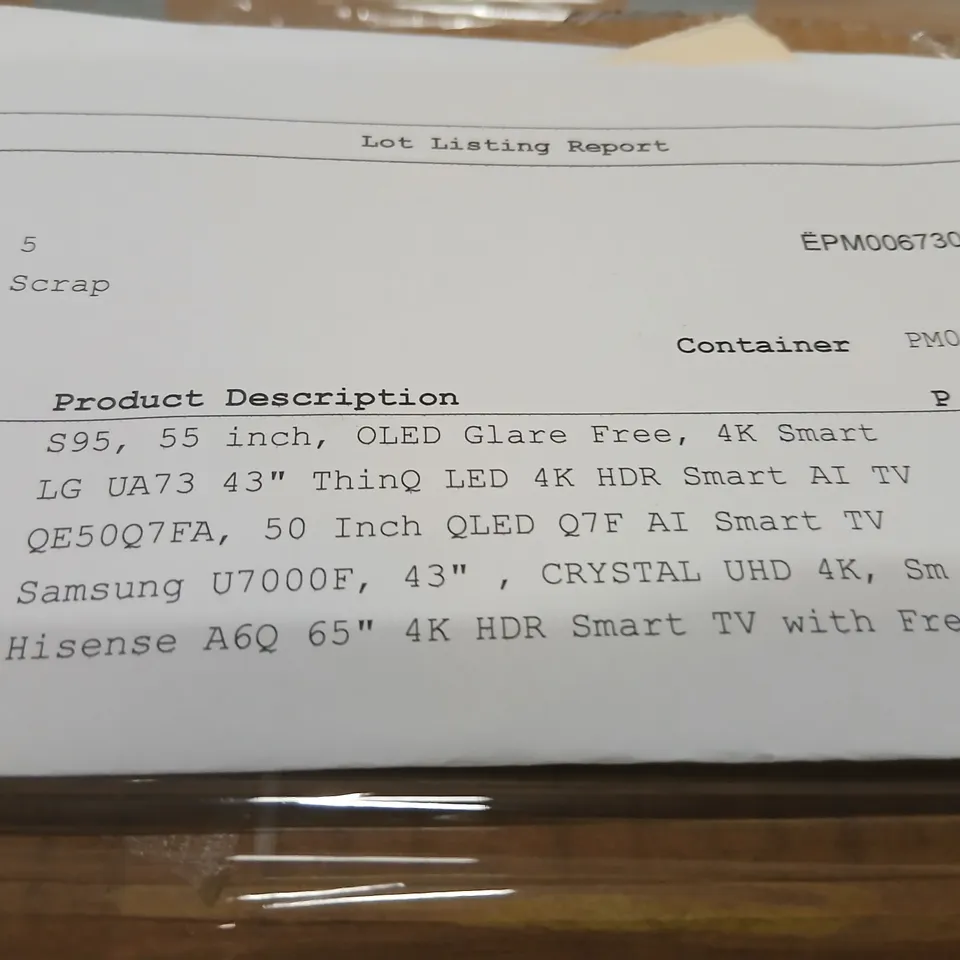 Lot Listing Report
5
ËPM006730
Scrap
Container PM0
Product Description P
S95, 55 inch, OLED Glare Free, 4K Smart
LG UA73 43" ThinQ LED 4K HDR Smart AI TV
QE50Q7FA, 50 Inch QLED Q7F AI Smart TV
Samsung U7000F, 43" , CRYSTAL UHD 4K, Sm
Hisense A6Q 65" 4K HDR Smart TV with Fre